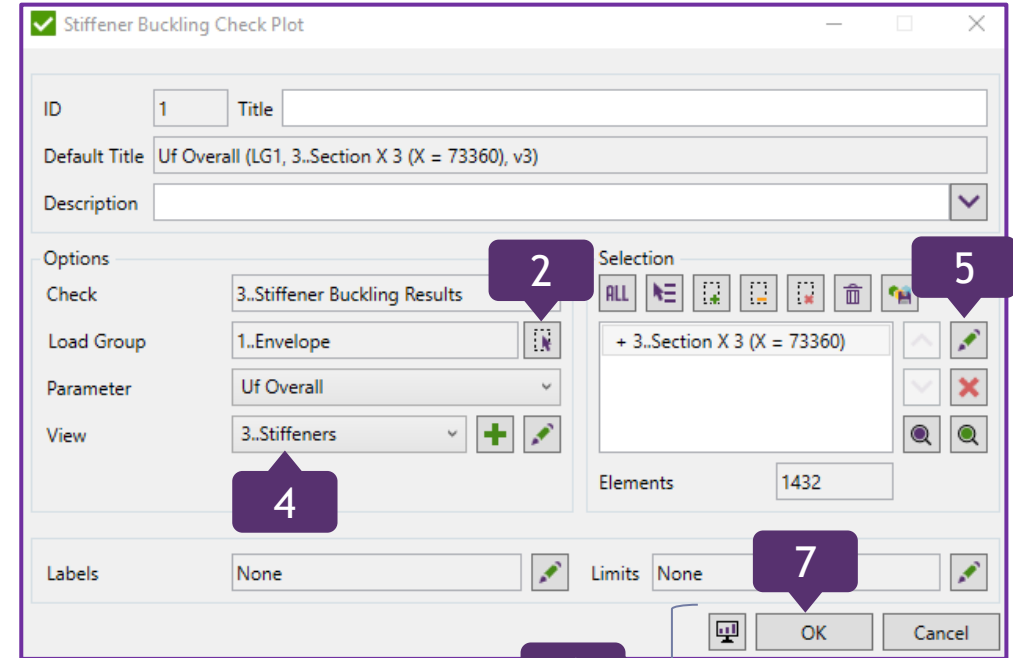 Stiffener Buckling Check Plot
ID 1 Title
Default Title Uf Overall (LG1, 3..Section X 3 (X = 73360), v3)
Description
Options
Selection
2
5
Check 3..Stiffener Buckling Results
ALL
Load Group 1..Envelope
+ 3..Section X 3 (X = 73360)
Parameter Uf Overall
View 3..Stiffeners
4
Elements 1432
7
Labels None
Limits None
OK Cancel